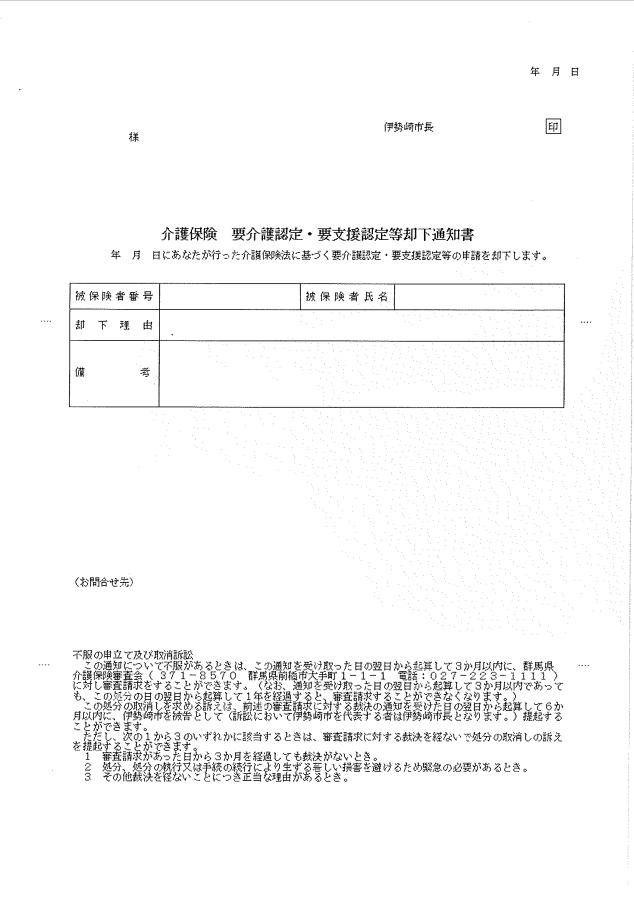 年 月 日
伊勢崎市長 印
様
介護保険 要介護認定・要支援認定等却下通知書
年 月 日にあなたが行った介護保険法に基づく要介護認定・要支援認定等の申請を却下します。
被保険者番号 被保険者氏名
却下理由
備考
(お問合せ先)
不服の申立て及び取消訴訟
この通知について不服があるときは、この通知を受け取った日の翌日から起算して3か月以内に、群馬県
介護保険審査会(371-8570 群馬県前橋市大手町1-1-1 電話:027-223-1111)
に対し審査請求をすることができます。(なお、通知を受け取った日の翌日から起算して3か月以内であって
も、この処分の日の翌日から起算して1年を経過すると、審査請求することができなくなります。)
この処分の取消しを求める訴えは、前述の審査請求に対する裁決の通知を受けた日の翌日から起算して6か
月以内に、伊勢崎市を被告として(訴訟において伊勢崎市を代表する者は伊勢崎市長となります。)提起する
ことができます。
ただし、次の1から3のいずれかに該当するときは、審査請求に対する裁決を経ないで処分の取消しの訴え
を提起することができます。
1 審査請求があった日から3か月を経過しても裁決がないとき。
2 処分、処分の執行又は手続の続行により生ずる著しい損害を避けるため緊急の必要があるとき。
3 その他裁決を経ないことにつき正当な理由があるとき。